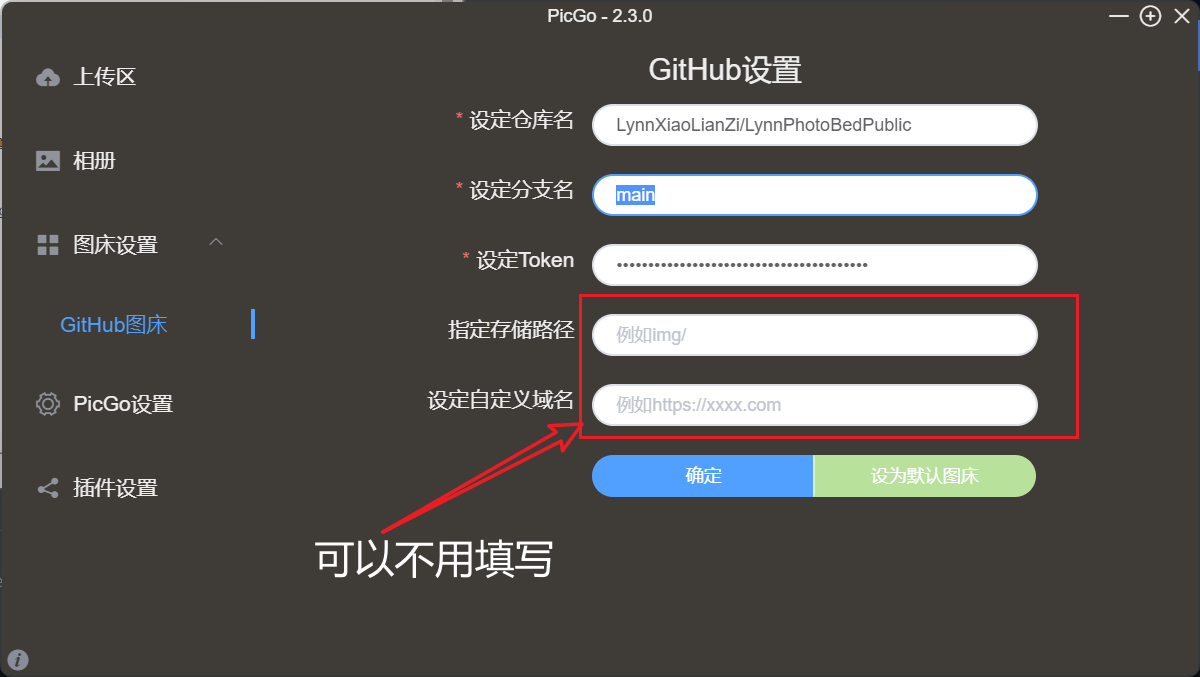 PicGo - 2.3.0
上传区
相册
图床设置
GitHub图床
PicGo设置
插件设置
GitHub设置
* 设定仓库名
LynnXiaoLianZi/LynnPhotoBedPublic
* 设定分支名
main
* 设定Token
••••••••••••••••••••••••••••••••••••••••
指定存储路径
例如img/
设定自定义域名
例如https://xxxx.com
确定
设为默认图床
可以不用填写